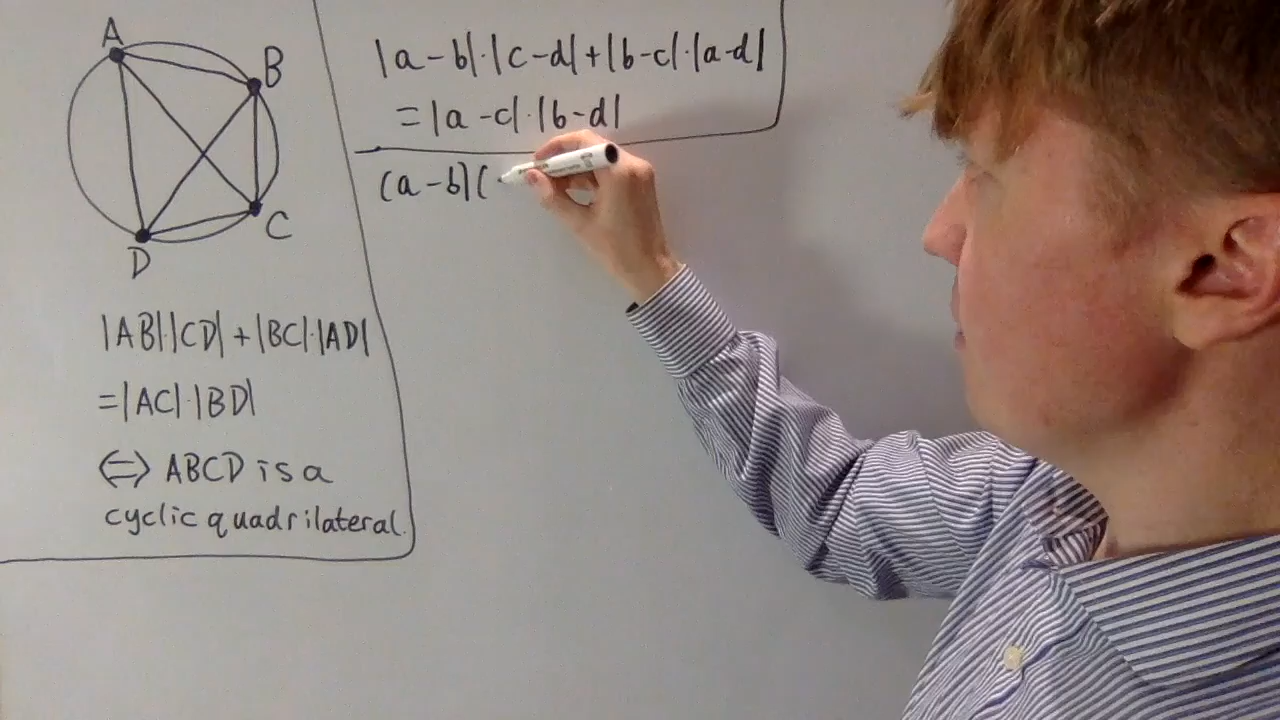 A
B
C
D
|AB|·|CD| + |BC|·|AD|
= |AC|·|BD|
⇔ ABCD is a
cyclic quadrilateral.
|a-b|·|c-d|+|b-c|·|a-d|
= |a-c|·|b-d|
(a-b)(